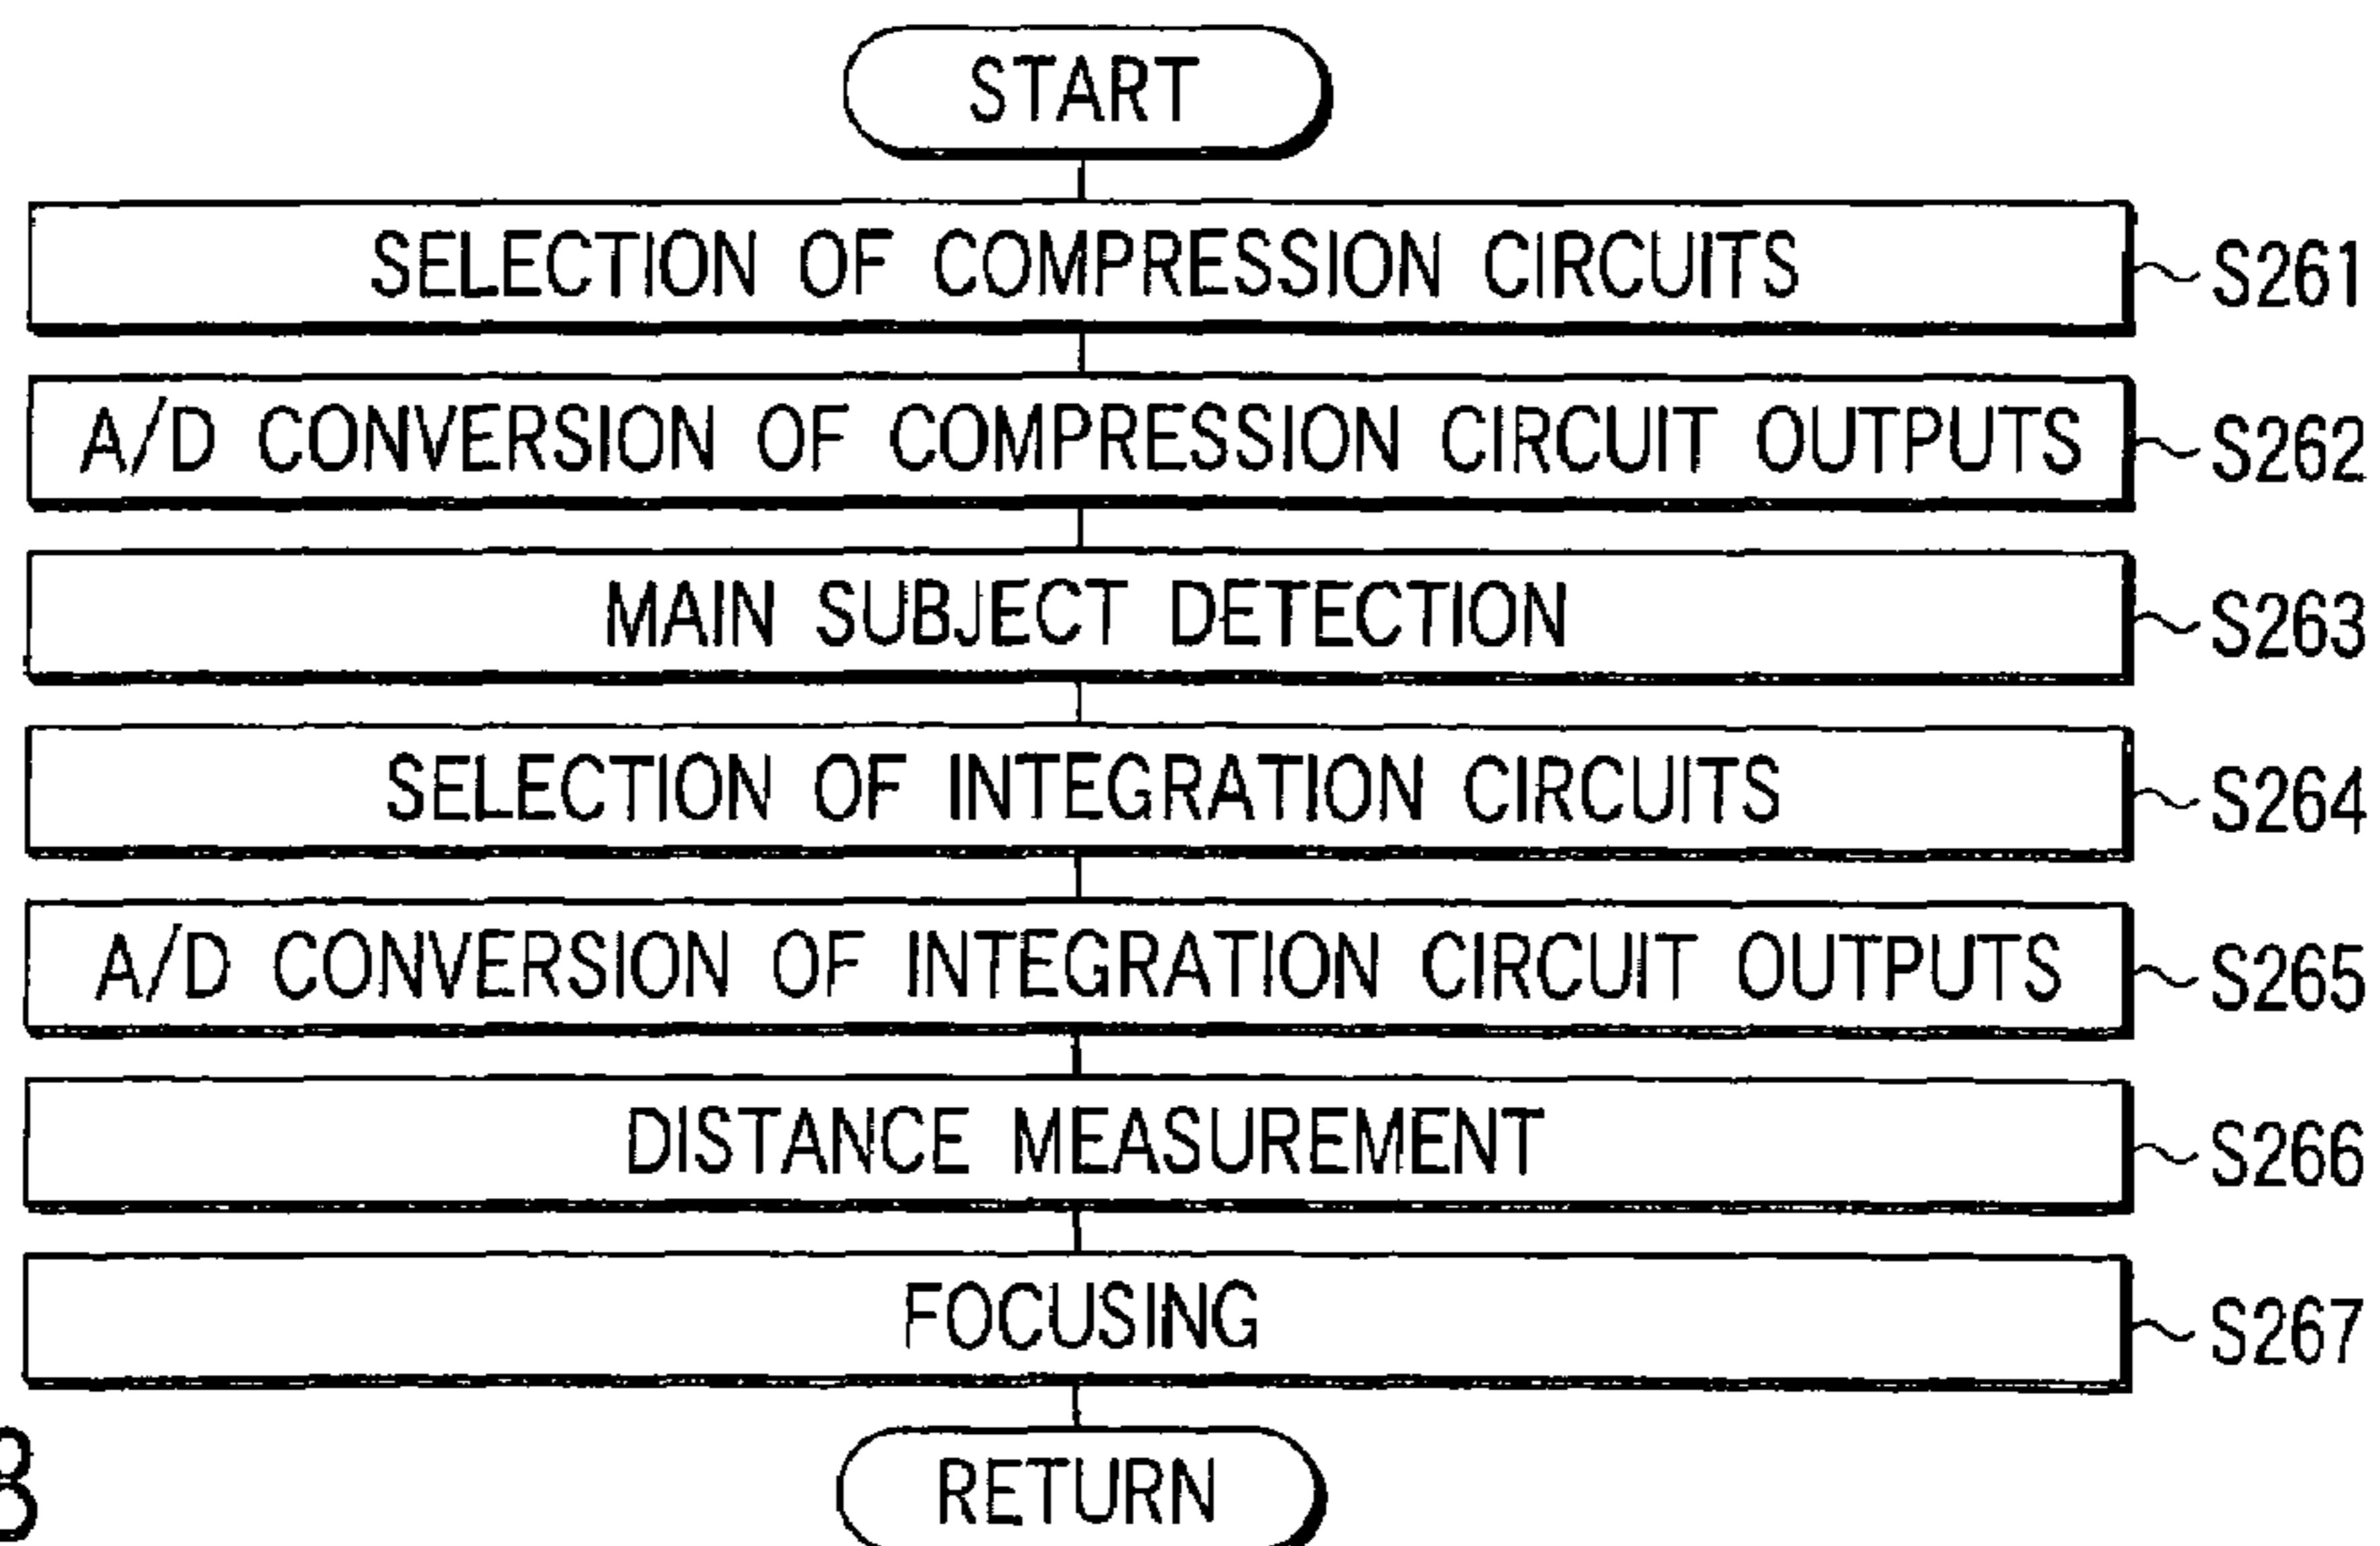 START
SELECTION OF COMPRESSION CIRCUITS S261
A/D CONVERSION OF COMPRESSION CIRCUIT OUTPUTS S262
MAIN SUBJECT DETECTION S263
SELECTION OF INTEGRATION CIRCUITS S264
A/D CONVERSION OF INTEGRATION CIRCUIT OUTPUTS S265
DISTANCE MEASUREMENT S266
FOCUSING S267
RETURN